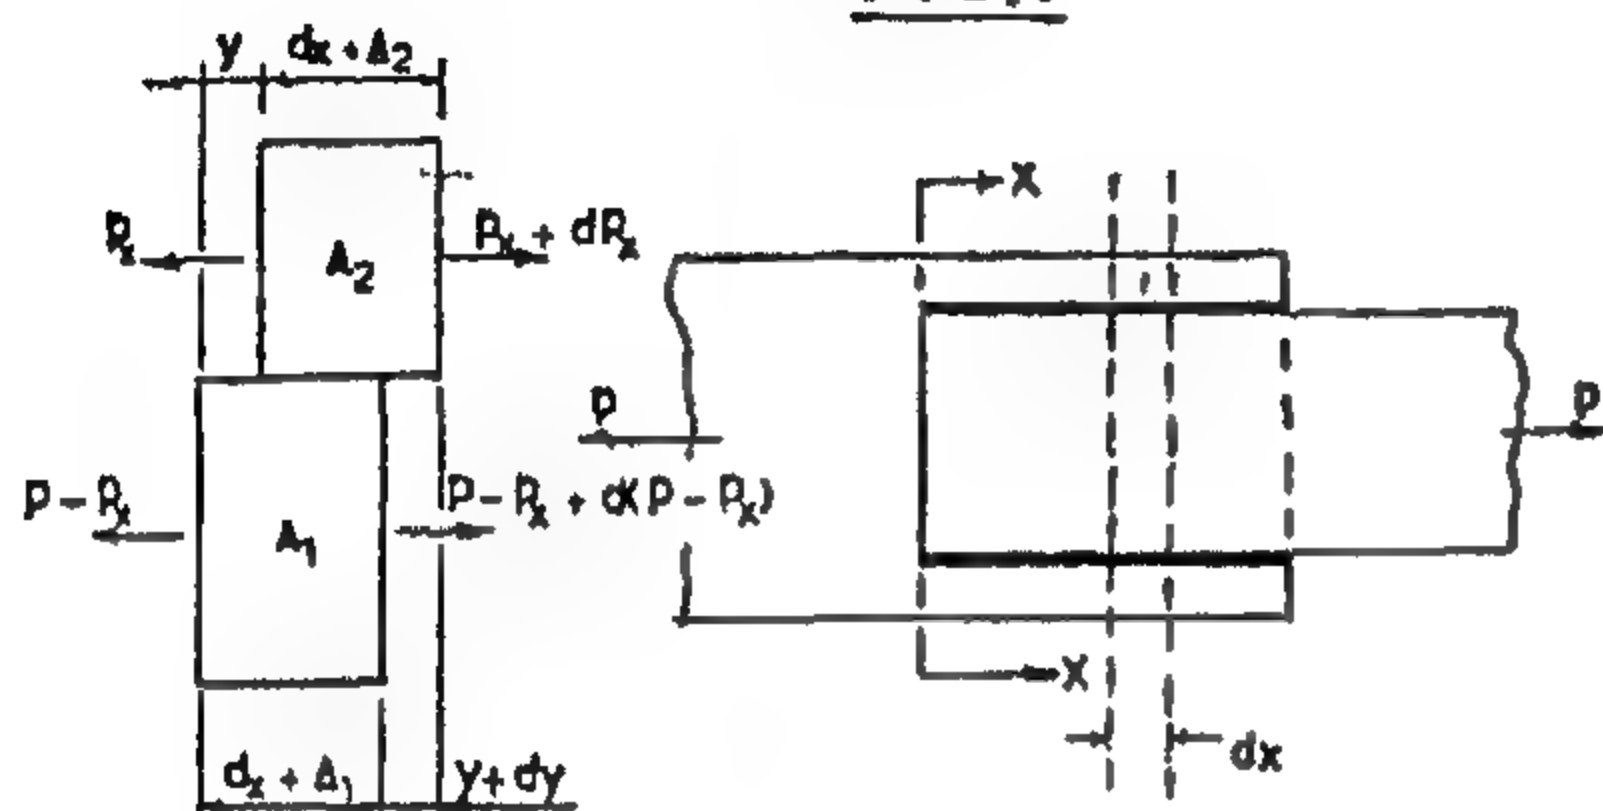 y dx + Δ2
Px
Px + dPx
A2
X
P
P
P - Px
P - Px + d(P - Px)
A1
X
dx + Δ1
y + dy
dx